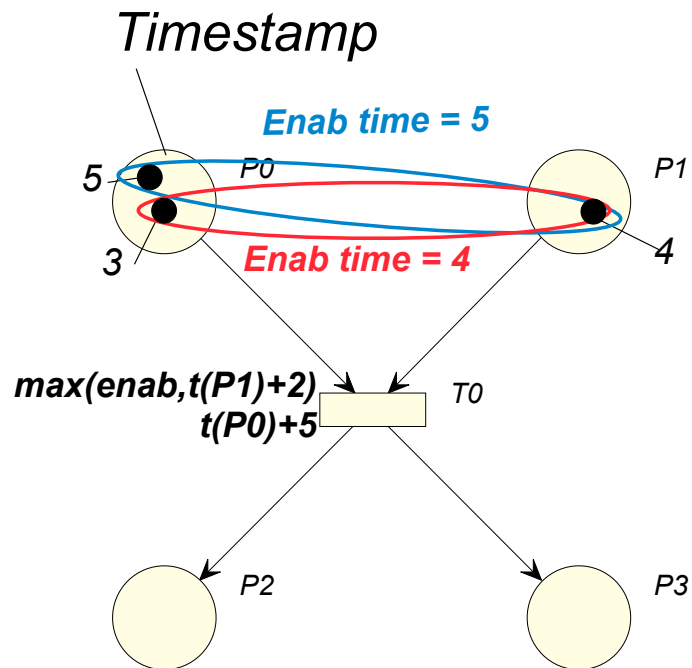 Timestamp
Enab time = 5
P0
P1
5
3
4
Enab time = 4
max(enab,t(P1)+2)
t(P0)+5
T0
P2
P3